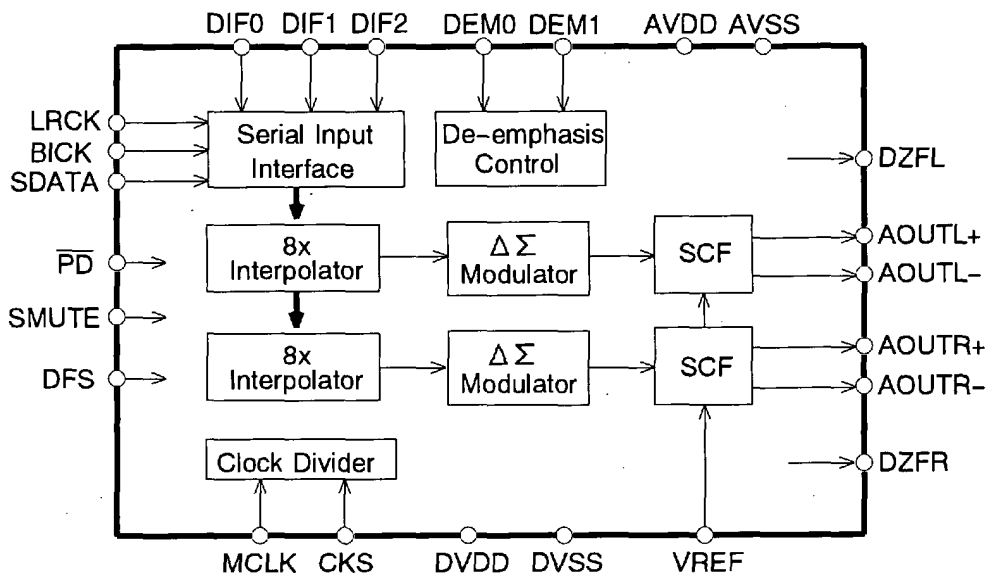 DIF0 DIF1 DIF2 DEM0 DEM1 AVDD AVSS
LRCK
BICK
SDATA
Serial Input
Interface
De-emphasis
Control
DZFL
PD
8x
Interpolator
ΔΣ
Modulator
SCF
AOUTL+
AOUTL-
SMUTE
DFS
8x
Interpolator
ΔΣ
Modulator
SCF
AOUTR+
AOUTR-
Clock Divider
DZFR
MCLK CKS DVDD DVSS VREF